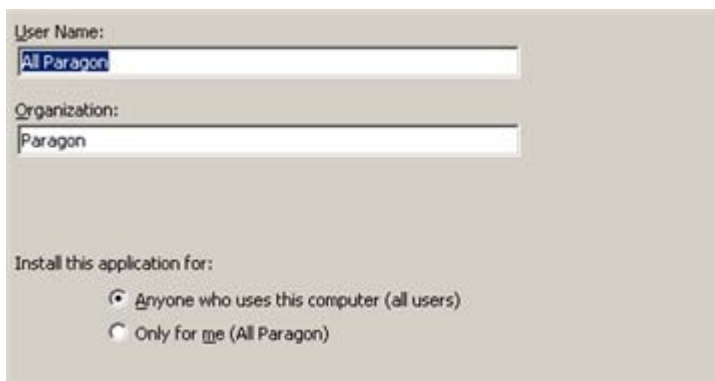 User Name:
All Paragon
Organization:
Paragon
Install this application for:
Anyone who uses this computer (all users)
Only for me (All Paragon)